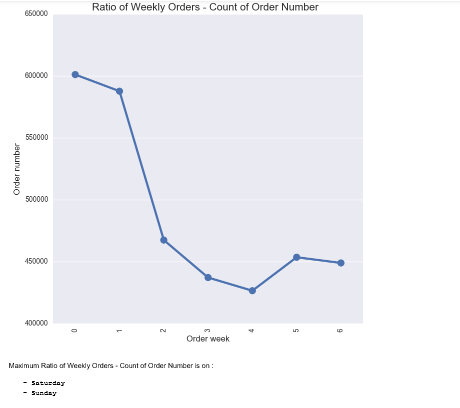 Ratio of Weekly Orders - Count of Order Number
650000
600000
550000
500000
450000
400000
Order number
0 1 2 3 4 5 6
Order week
Maximum Ratio of Weekly Orders - Count of Order Number is on :
- Saturday
- Sunday